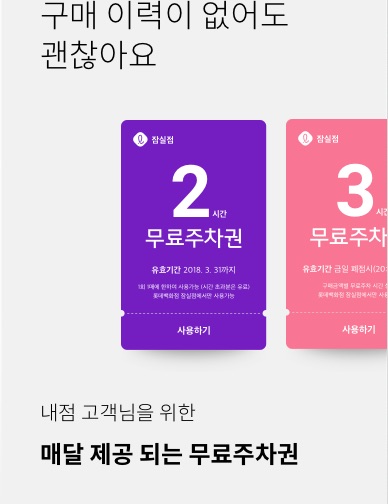 구매 이력이 없어도
괜찮아요
잠실점
2시간
무료주차권
유효기간 2018. 3. 31까지
1회 1매에 한하여 사용가능 (시간 초과분은 유료)
롯데백화점 잠실점에서만 사용가능
사용하기
잠실점
3시간
무료주차
유효기간 금일 폐점시(20:
구매금액별 무료주차 시간
롯데백화점 잠실점에서만 사용
사용하기
내점 고객님을 위한
매달 제공 되는 무료주차권